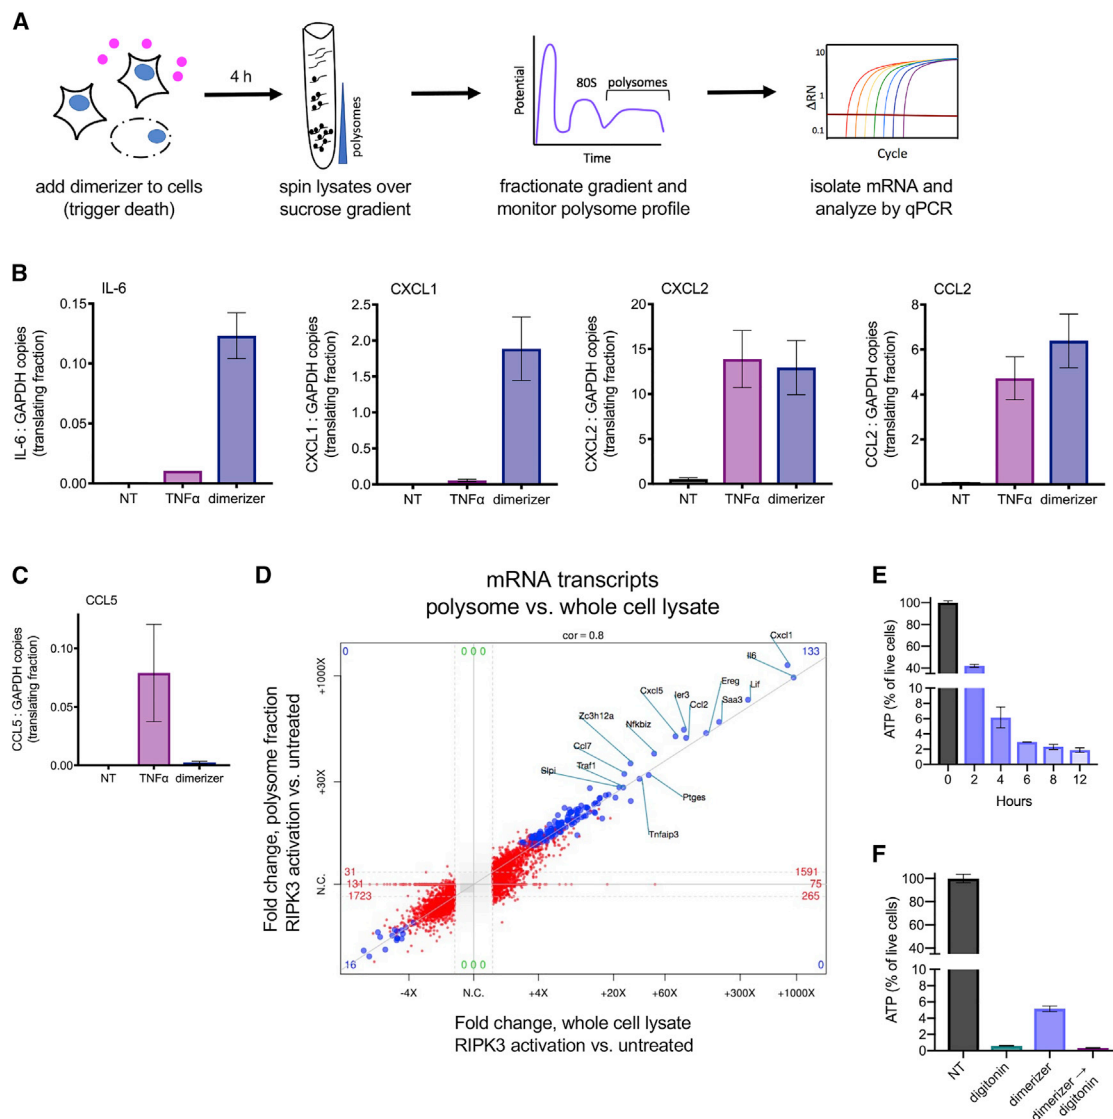 A
4 h
polysomes
Potential
80S
polysomes
Time
10
1
0.1
ΔRN
Cycle
add dimerizer to cells
(trigger death)
spin lysates over
sucrose gradient
fractionate gradient and
monitor polysome profile
isolate mRNA and
analyze by qPCR
B
IL-6
IL-6 : GAPDH copies
(translating fraction)
0.15
0.10
0.05
0.00
NT TNFα dimerizer
CXCL1
CXCL1 : GAPDH copies
(translating fraction)
2.5
2.0
1.5
1.0
0.5
0.0
NT TNFα dimerizer
CXCL2
CXCL2 : GAPDH copies
(translating fraction)
20
15
10
5
0
NT TNFα dimerizer
CCL2
CCL2 : GAPDH copies
(translating fraction)
8
6
4
2
0
NT TNFα dimerizer
C
CCL5
CCL5 : GAPDH copies
(translating fraction)
0.10
0.05
0.00
NT TNFα dimerizer
D
mRNA transcripts
polysome vs. whole cell lysate
cor = 0.8
0
0 0 0
133
Cxcl1
Il6
Ereg
Lif
Cxcl5
Ier3
Ccl2
Saa3
Zc3h12a
Nfkbiz
Ccl7
Traf1
Slpi
Ptges
Tnfaip3
31
131
1723
1591
75
265
16
0 0 0
0
+1000X
+30X
N.C.
Fold change, polysome fraction
RIPK3 activation vs. untreated
-4X N.C. +4X +20X +60X +300X +1000X
Fold change, whole cell lysate
RIPK3 activation vs. untreated
E
ATP (% of live cells)
100
80
60
40
10
8
6
4
2
0
0 2 4 6 8 12
Hours
F
ATP (% of live cells)
100
80
60
40
10
8
6
4
2
0
NT
digitonin
dimerizer
dimerizer →
digitonin